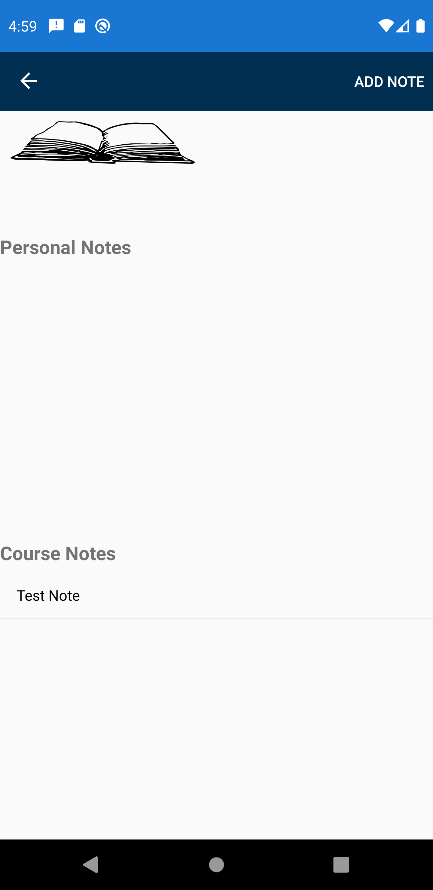 4:59
ADD NOTE
Personal Notes
Course Notes
Test Note